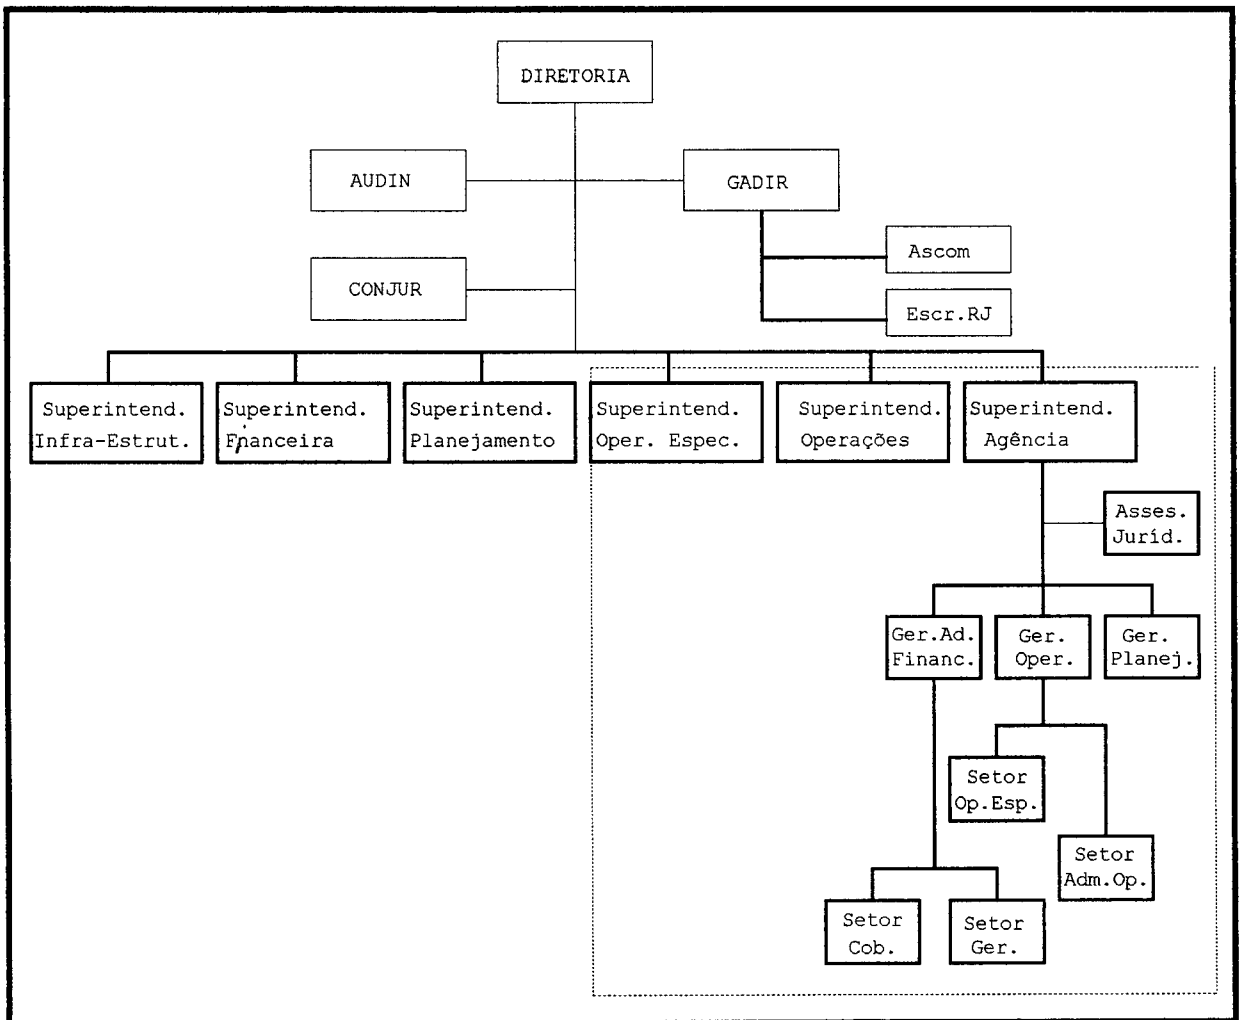 DIRETORIA
AUDIN
GADIR
Ascom
CONJUR
Escr.RJ
Superintend.
Infra-Estrut.
Superintend.
Financeira
Superintend.
Planejamento
Superintend.
Oper. Espec.
Superintend.
Operações
Superintend.
Agência
Asses.
Juríd.
Ger.Ad.
Financ.
Ger.
Oper.
Ger.
Planej.
Setor
Op.Esp.
Setor
Adm.Op.
Setor
Cob.
Setor
Ger.